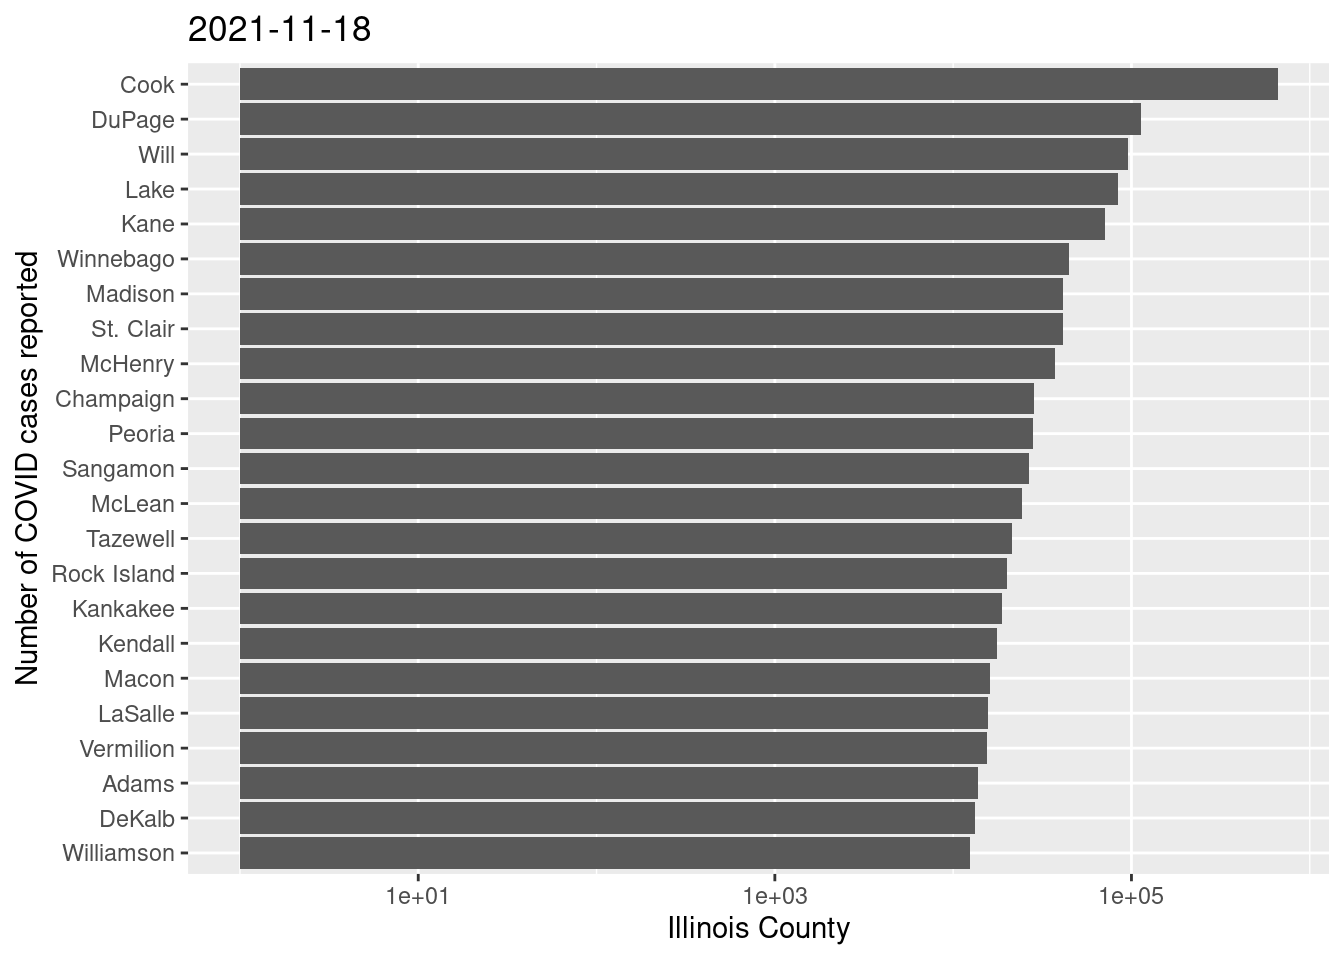 2021-11-18
Number of COVID cases reported
Cook
DuPage
Will
Lake
Kane
Winnebago
Madison
St. Clair
McHenry
Champaign
Peoria
Sangamon
McLean
Tazewell
Rock Island
Kankakee
Kendall
Macon
LaSalle
Vermilion
Adams
DeKalb
Williamson
1e+01 1e+03 1e+05
Illinois County